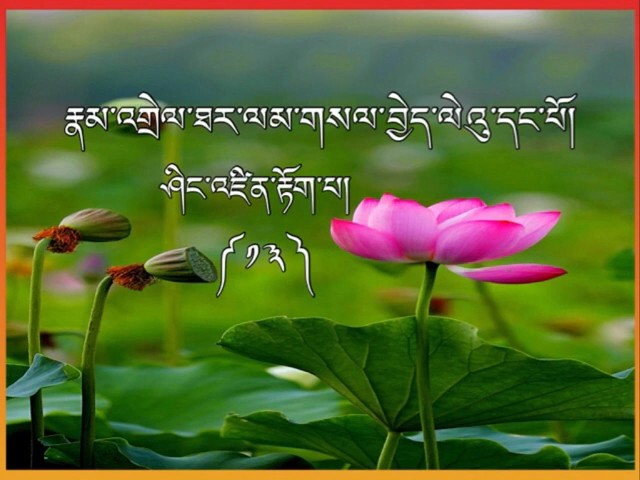 རྣམ་འགྲེལ་ཐར་ལམ་གསལ་བྱེད་ལེའུ་དང་པོ།
ཤིང་འཛིན་རྟོག་པ།
༼༡༣༽